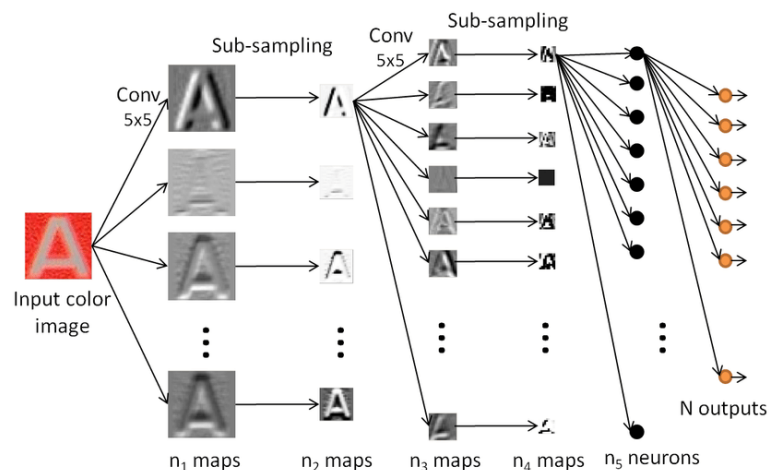 Sub-sampling
Sub-sampling
Conv
5x5
Conv
5x5
A
Input color
image
n₁ maps
n₂ maps
n₃ maps
n₄ maps
n₅ neurons
N outputs